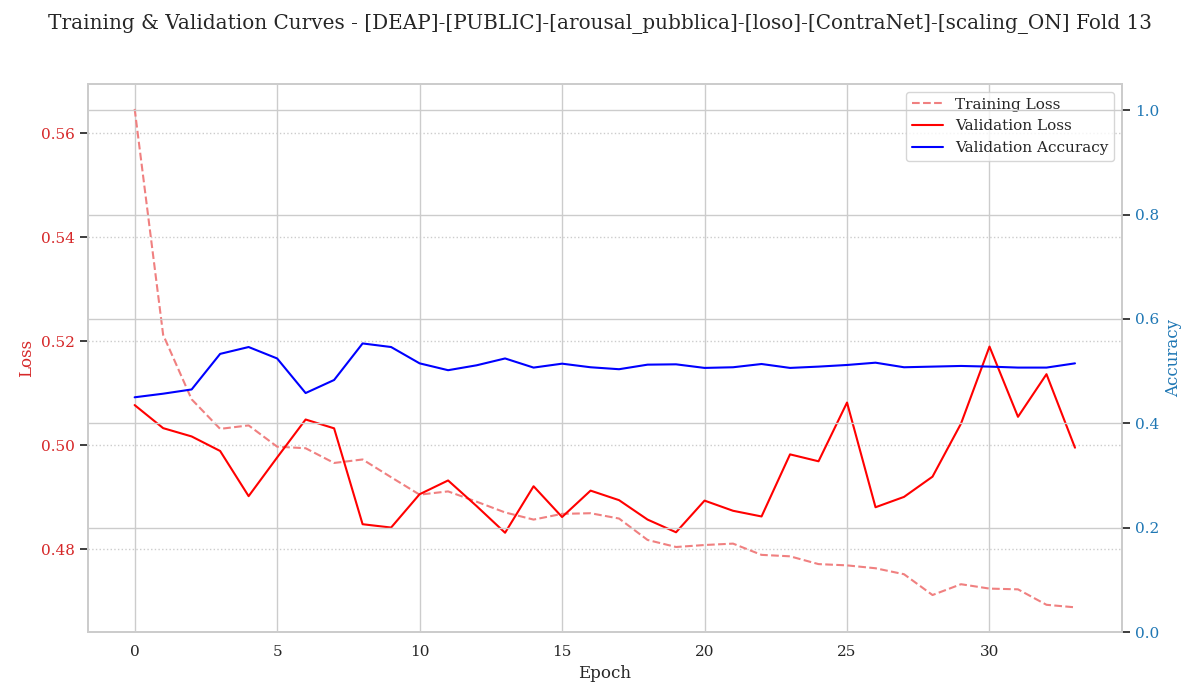 Training & Validation Curves - [DEAP]-[PUBLIC]-[arousal_pubblica]-[loso]-[ContraNet]-[scaling_ON] Fold 13
Training Loss
Validation Loss
Validation Accuracy
0.56
0.54
0.52
0.50
0.48
Loss
1.0
0.8
0.6
0.4
0.2
0.0
Accuracy
0
5
10
15
20
25
30
Epoch